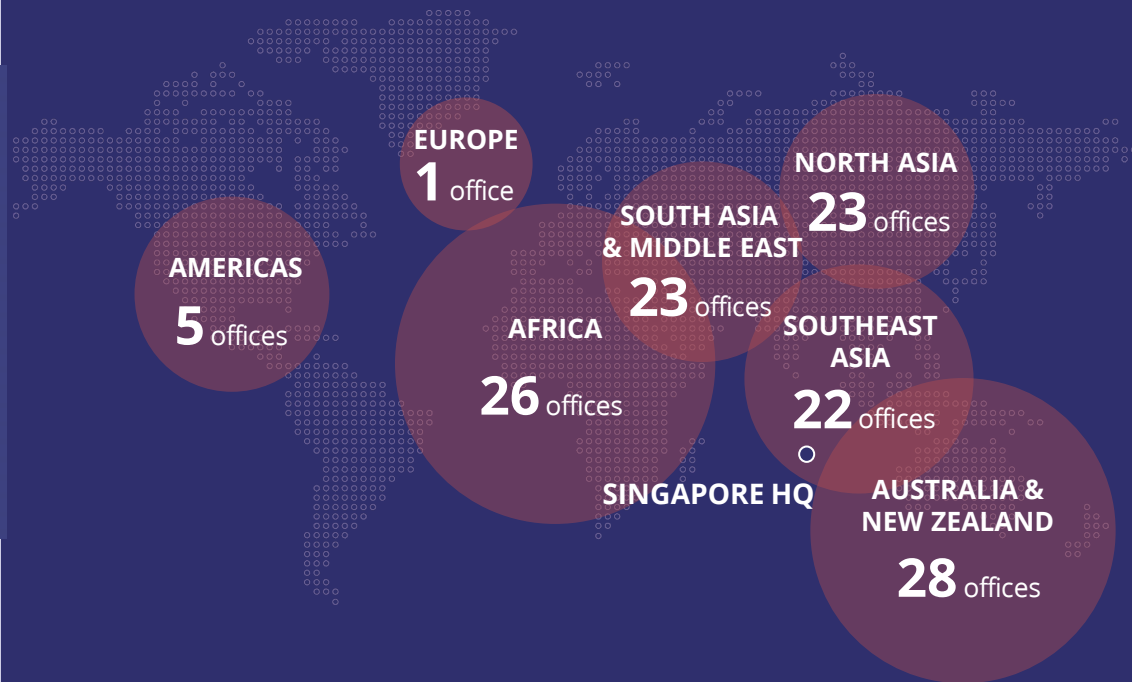 EUROPE
1 office
NORTH ASIA
23 offices
SOUTH ASIA
& MIDDLE EAST
23 offices
AMERICAS
5 offices
AFRICA
26 offices
SOUTHEAST
ASIA
22 offices
SINGAPORE HQ
AUSTRALIA &
NEW ZEALAND
28 offices